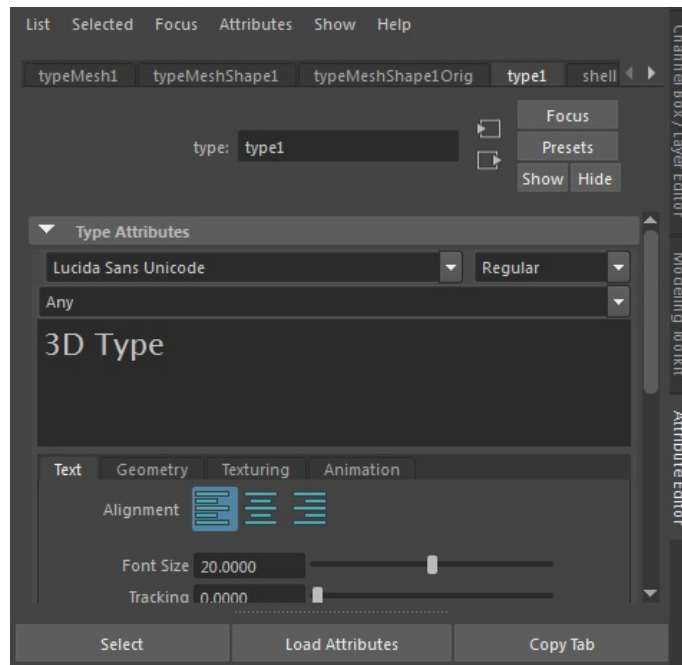 List Selected Focus Attributes Show Help
typeMesh1 typeMeshShape1 typeMeshShape1Orig type1 shell
Focus
type: type1
Presets
Show Hide
Type Attributes
Lucida Sans Unicode Regular
Any
3D Type
Text Geometry Texturing Animation
Alignment
Font Size 20.0000
Tracking 0.0000
Select Load Attributes Copy Tab
Channel Box / Layer Editor
Modeling Toolkit
Attribute Editor